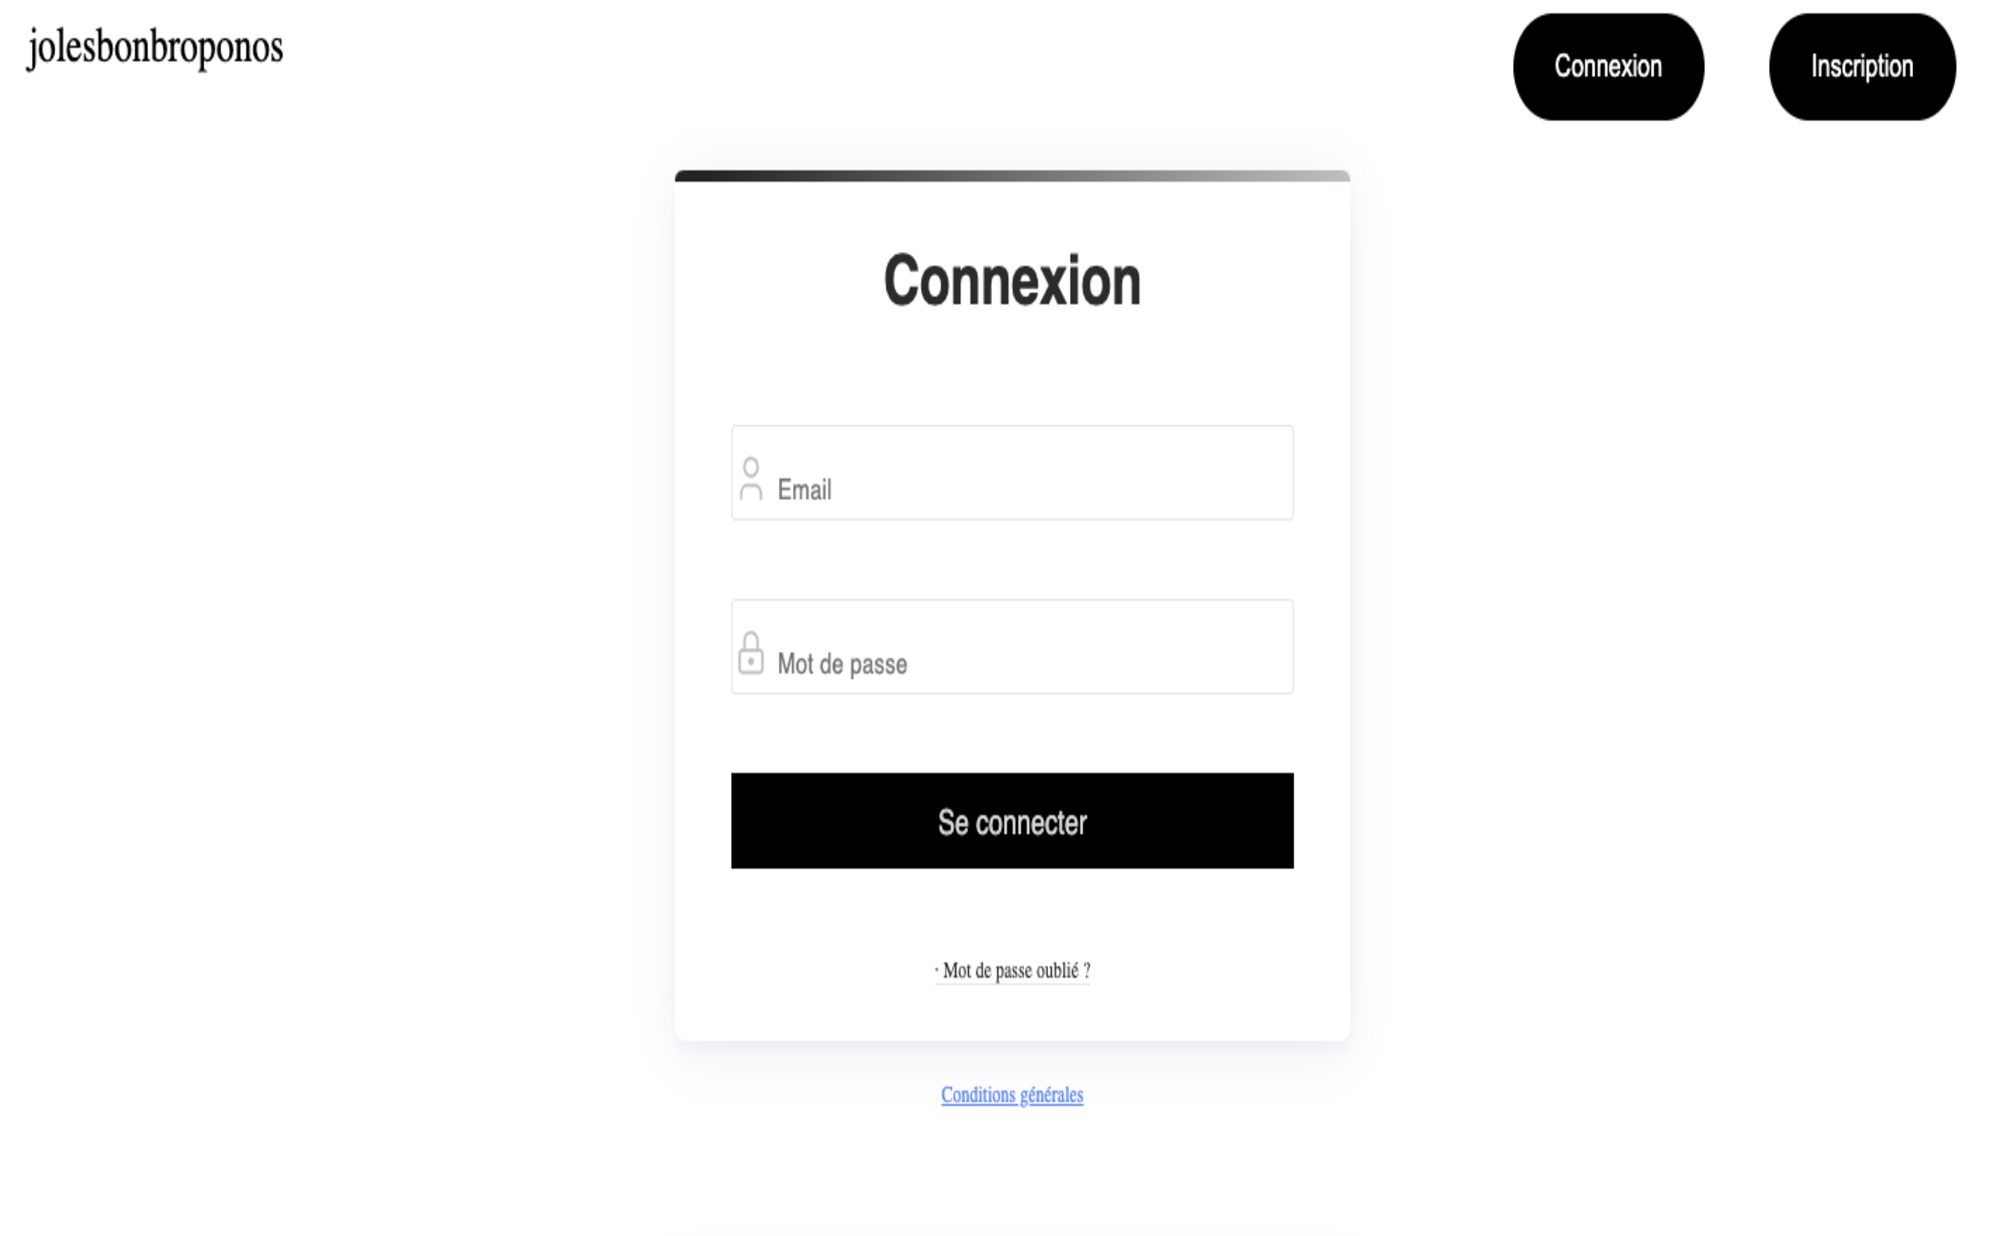 jolesbonbroponos
Connexion
Inscription
Connexion
Email
Mot de passe
Se connecter
· Mot de passe oublié ?
Conditions générales